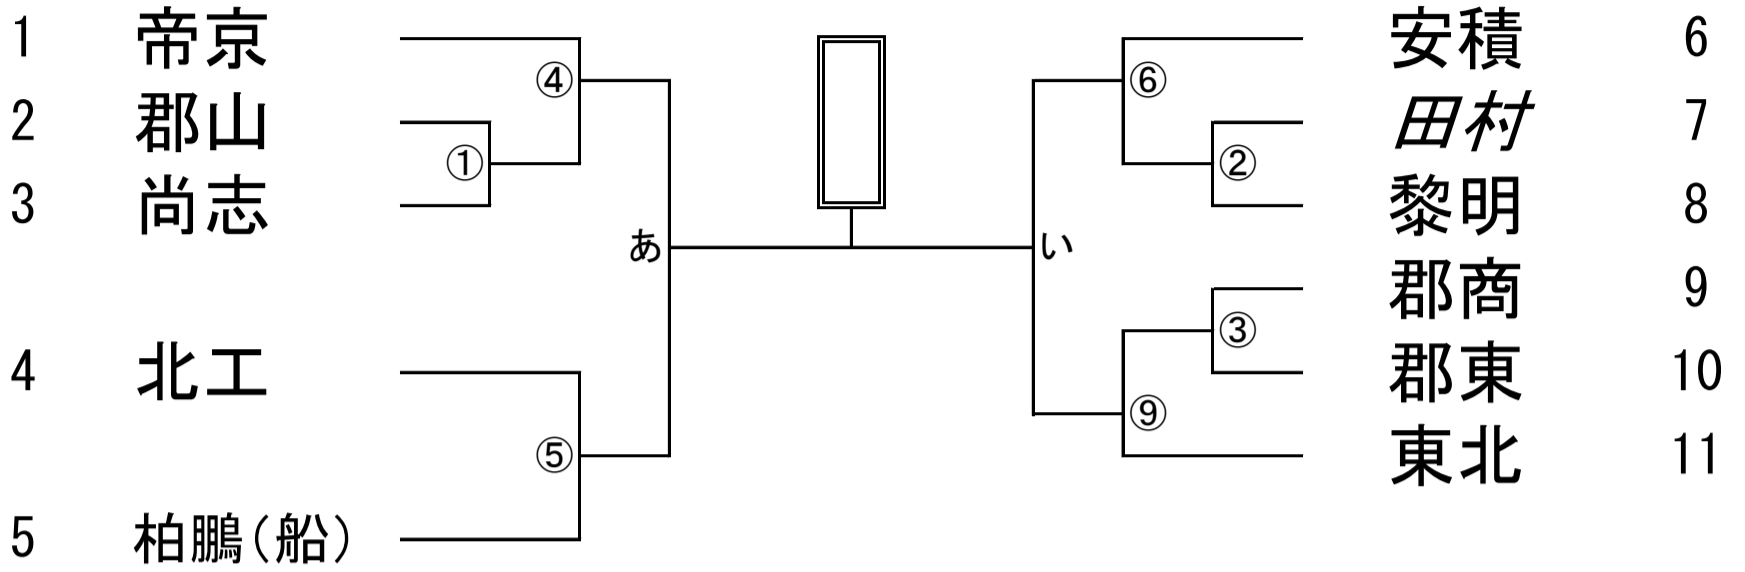 1 帝京
④
2 郡山
①
3 尚志
あ
4 北工
⑤
5 柏鵬(船)
安積 6
⑥
田村 7
②
黎明 8
い
郡商 9
③
郡東 10
⑨
東北 11